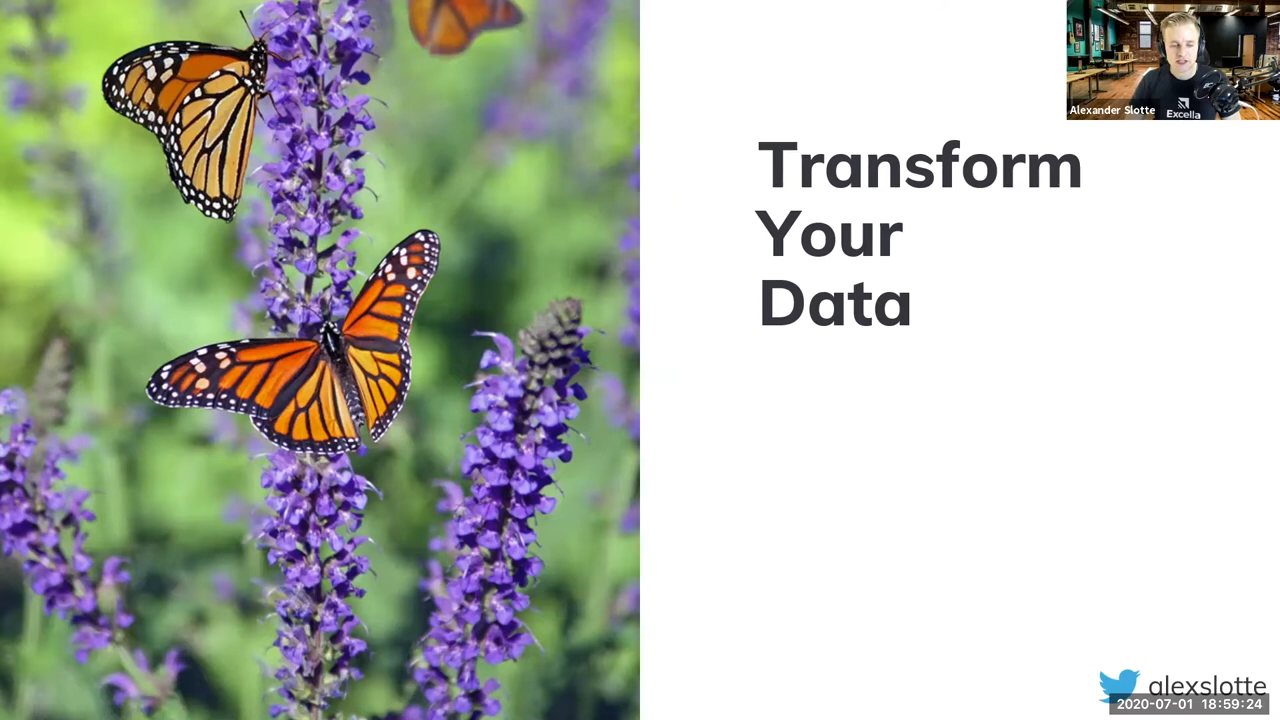 Excella
Alexander Slotte
Transform
Your
Data
alexslotte
2020-07-01 18:59:24